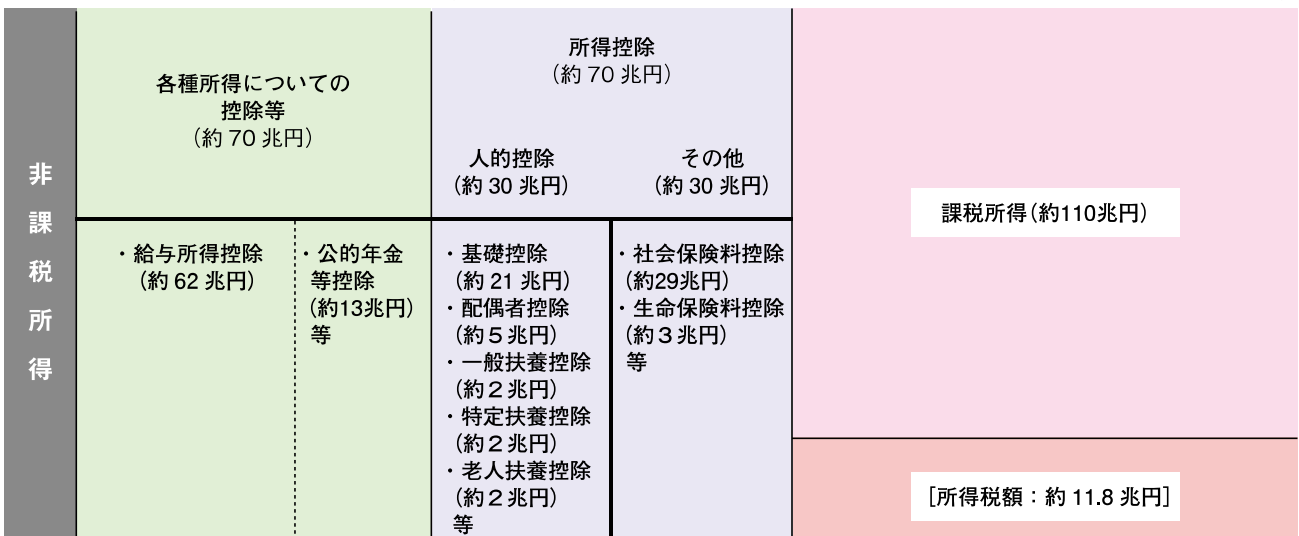 非課税所得
各種所得についての
控除等
（約 70 兆円）
・給与所得控除
（約 62 兆円）
・公的年金
等控除
（約13兆円）
等
所得控除
（約 70 兆円）
人的控除
（約 30 兆円）
・基礎控除
（約 21 兆円）
・配偶者控除
（約５兆円）
・一般扶養控除
（約２兆円）
・特定扶養控除
（約２兆円）
・老人扶養控除
（約２兆円）
等
その他
（約 30 兆円）
・社会保険料控除
（約29兆円）
・生命保険料控除
（約３兆円）
等
課税所得（約110兆円）
［所得税額：約 11.8 兆円］